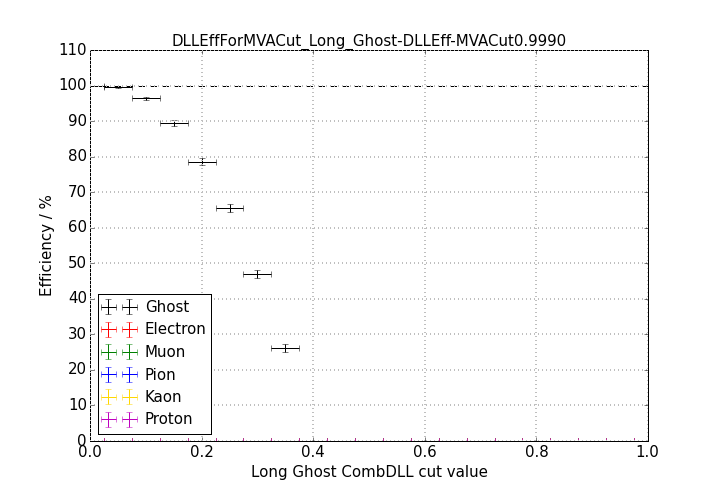 DLLEffForMVACut_Long_Ghost-DLLEff-MVACut0.9990
110
100
90
80
70
60
50
40
30
20
10
0
Efficiency / %
Ghost
Electron
Muon
Pion
Kaon
Proton
0.0 0.2 0.4 0.6 0.8 1.0
Long Ghost CombDLL cut value